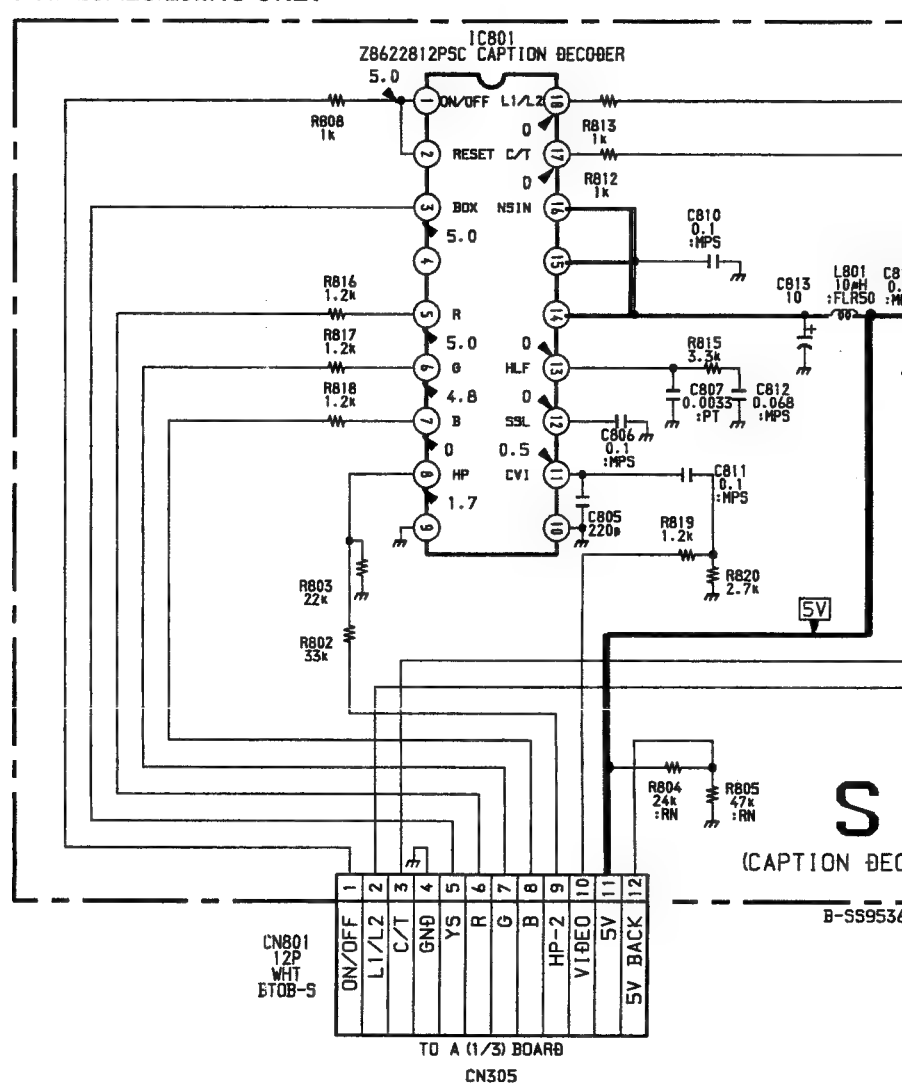 IC801
Z8622812PSC CAPTION DECODER
5.0
1 ON/OFF L1/L2 18
R808
1k
0
R813
1k
2 RESET C/T 17
0
R812
1k
3 BOX NSIN 16
5.0
C810
0.1
:MPS
4
15
R816
1.2k
C813
10
L801
10μH
:FLR50
5 R
14
R817
1.2k
5.0
0
R815
3.3k
6 G HLF 13
R818
1.2k
4.8
0
C807
0.0033
:PT
C812
0.068
:MPS
7 B SSL 12
0
0.5
C806
0.1
:MPS
8 HP CVI 11
1.7
C811
0.1
:MPS
9
10
C805
220p
R819
1.2k
R803
22k
R820
2.7k
5V
R802
33k
R804
24k
:RN
R805
47k
:RN
S
(CAPTION DEC
B-SS9536
CN801
12P
WHT
BTOB-S
1 ON/OFF
2 L1/L2
3 C/T
4 GND
5 YS
6 R
7 G
8 B
9 HP-2
10 VIDEO
11 5V
12 5V BACK
TO A (1/3) BOARD
CN305